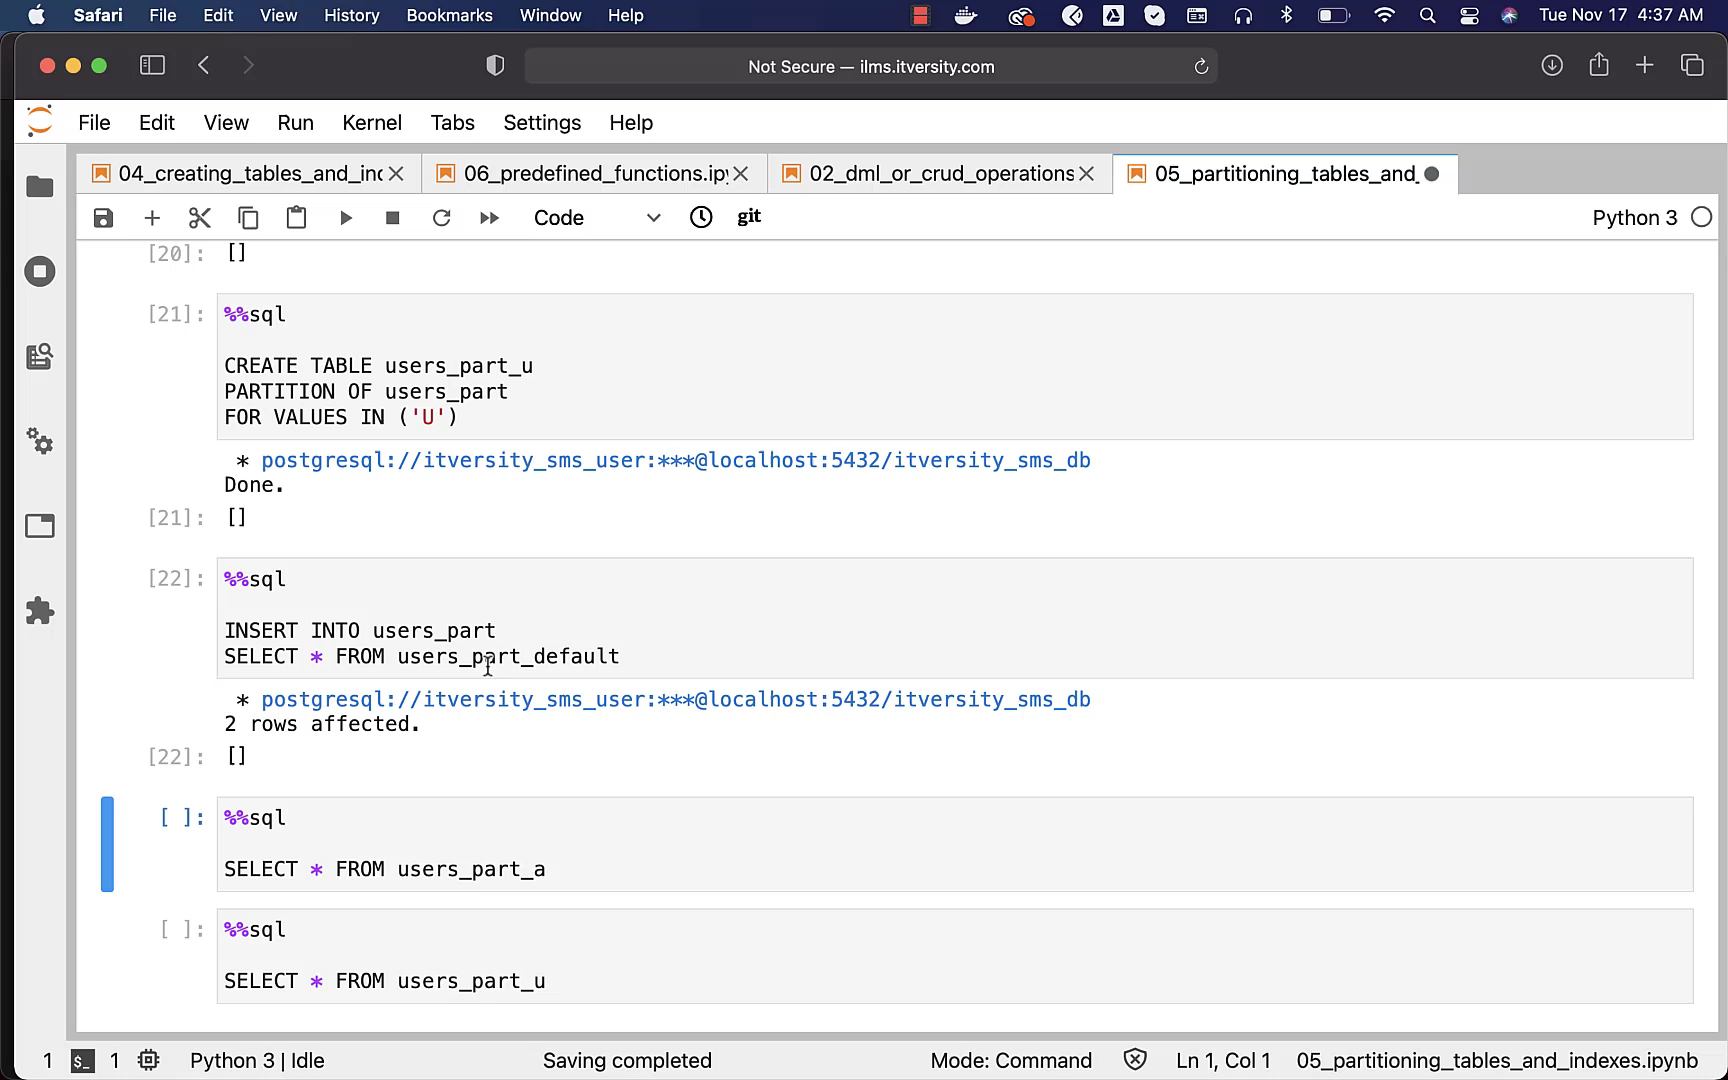 Safari File Edit View History Bookmarks Window Help Tue Nov 17 4:37 AM
Not Secure — ilms.itversity.com
File Edit View Run Kernel Tabs Settings Help
04_creating_tables_and_inc 06_predefined_functions.ipy 02_dml_or_crud_operations 05_partitioning_tables_and_
Code git Python 3
[20]: []
[21]: %%sql
CREATE TABLE users_part_u
PARTITION OF users_part
FOR VALUES IN ('U')
* postgresql://itversity_sms_user:***@localhost:5432/itversity_sms_db
Done.
[21]: []
[22]: %%sql
INSERT INTO users_part
SELECT * FROM users_part_default
* postgresql://itversity_sms_user:***@localhost:5432/itversity_sms_db
2 rows affected.
[22]: []
[ ]: %%sql
SELECT * FROM users_part_a
[ ]: %%sql
SELECT * FROM users_part_u
1 $_ 1 Python 3 | Idle Saving completed Mode: Command Ln 1, Col 1 05_partitioning_tables_and_indexes.ipynb